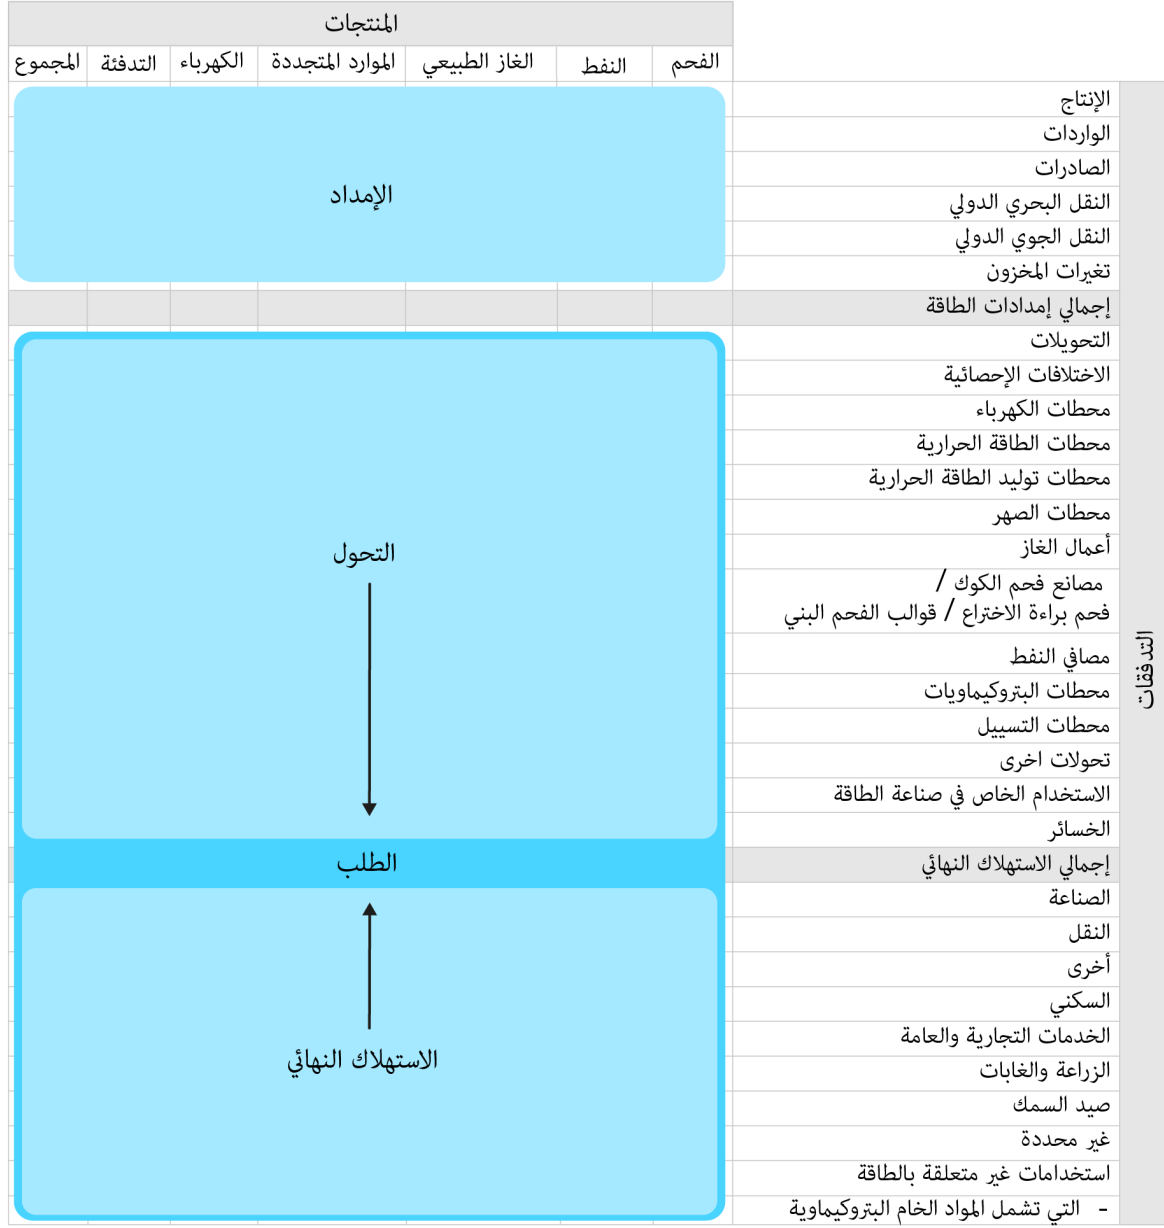 المنتجات
الفحم
النفط
الغاز الطبيعي
الموارد المتجددة
الكهرباء
التدفئة
المجموع
التدفقات
الإنتاج
الواردات
الصادرات
النقل البحري الدولي
النقل الجوي الدولي
تغيرات المخزون
الإمداد
إجمالي إمدادات الطاقة
التحويلات
الاختلافات الإحصائية
محطات الكهرباء
محطات الطاقة الحرارية
محطات توليد الطاقة الحرارية
محطات الصهر
أعمال الغاز
مصانع فحم الكوك /
فحم براءة الاختراع / قوالب الفحم البني
مصافي النفط
محطات البتروكيماويات
محطات التسييل
تحولات اخرى
الاستخدام الخاص في صناعة الطاقة
الخسائر
التحول
إجمالي الاستهلاك النهائي
الطلب
الصناعة
النقل
أخرى
السكني
الخدمات التجارية والعامة
الزراعة والغابات
صيد السمك
غير محددة
استخدامات غير متعلقة بالطاقة
- التي تشمل المواد الخام البتروكيماوية
الاستهلاك النهائي